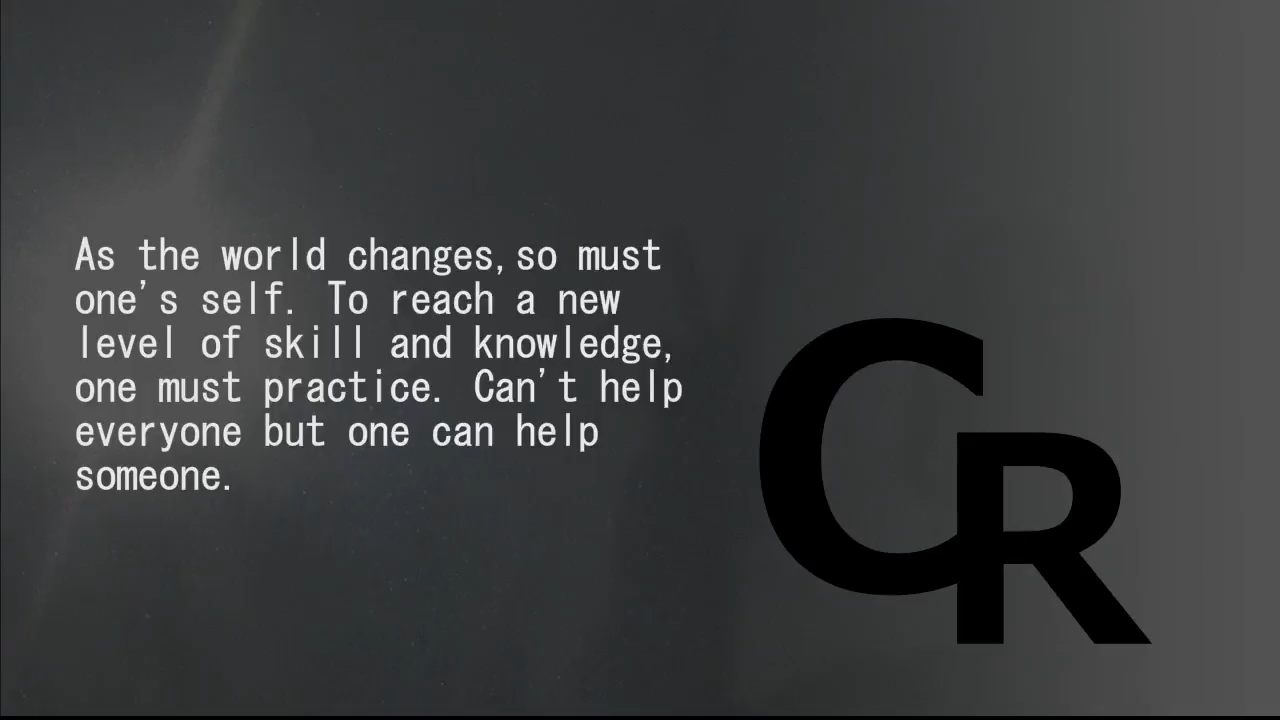 As the world changes,so must
one's self. To reach a new
level of skill and knowledge,
one must practice. Can't help
everyone but one can help
someone.
CR